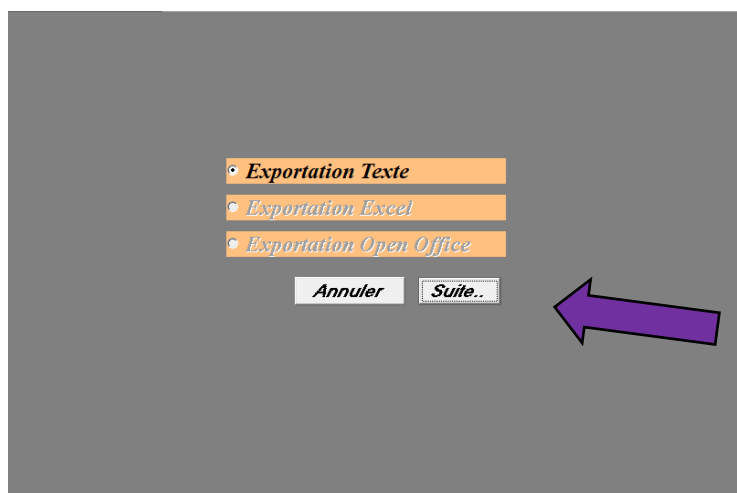 Exportation Texte
Exportation Excel
Exportation Open Office
Annuler Suite..